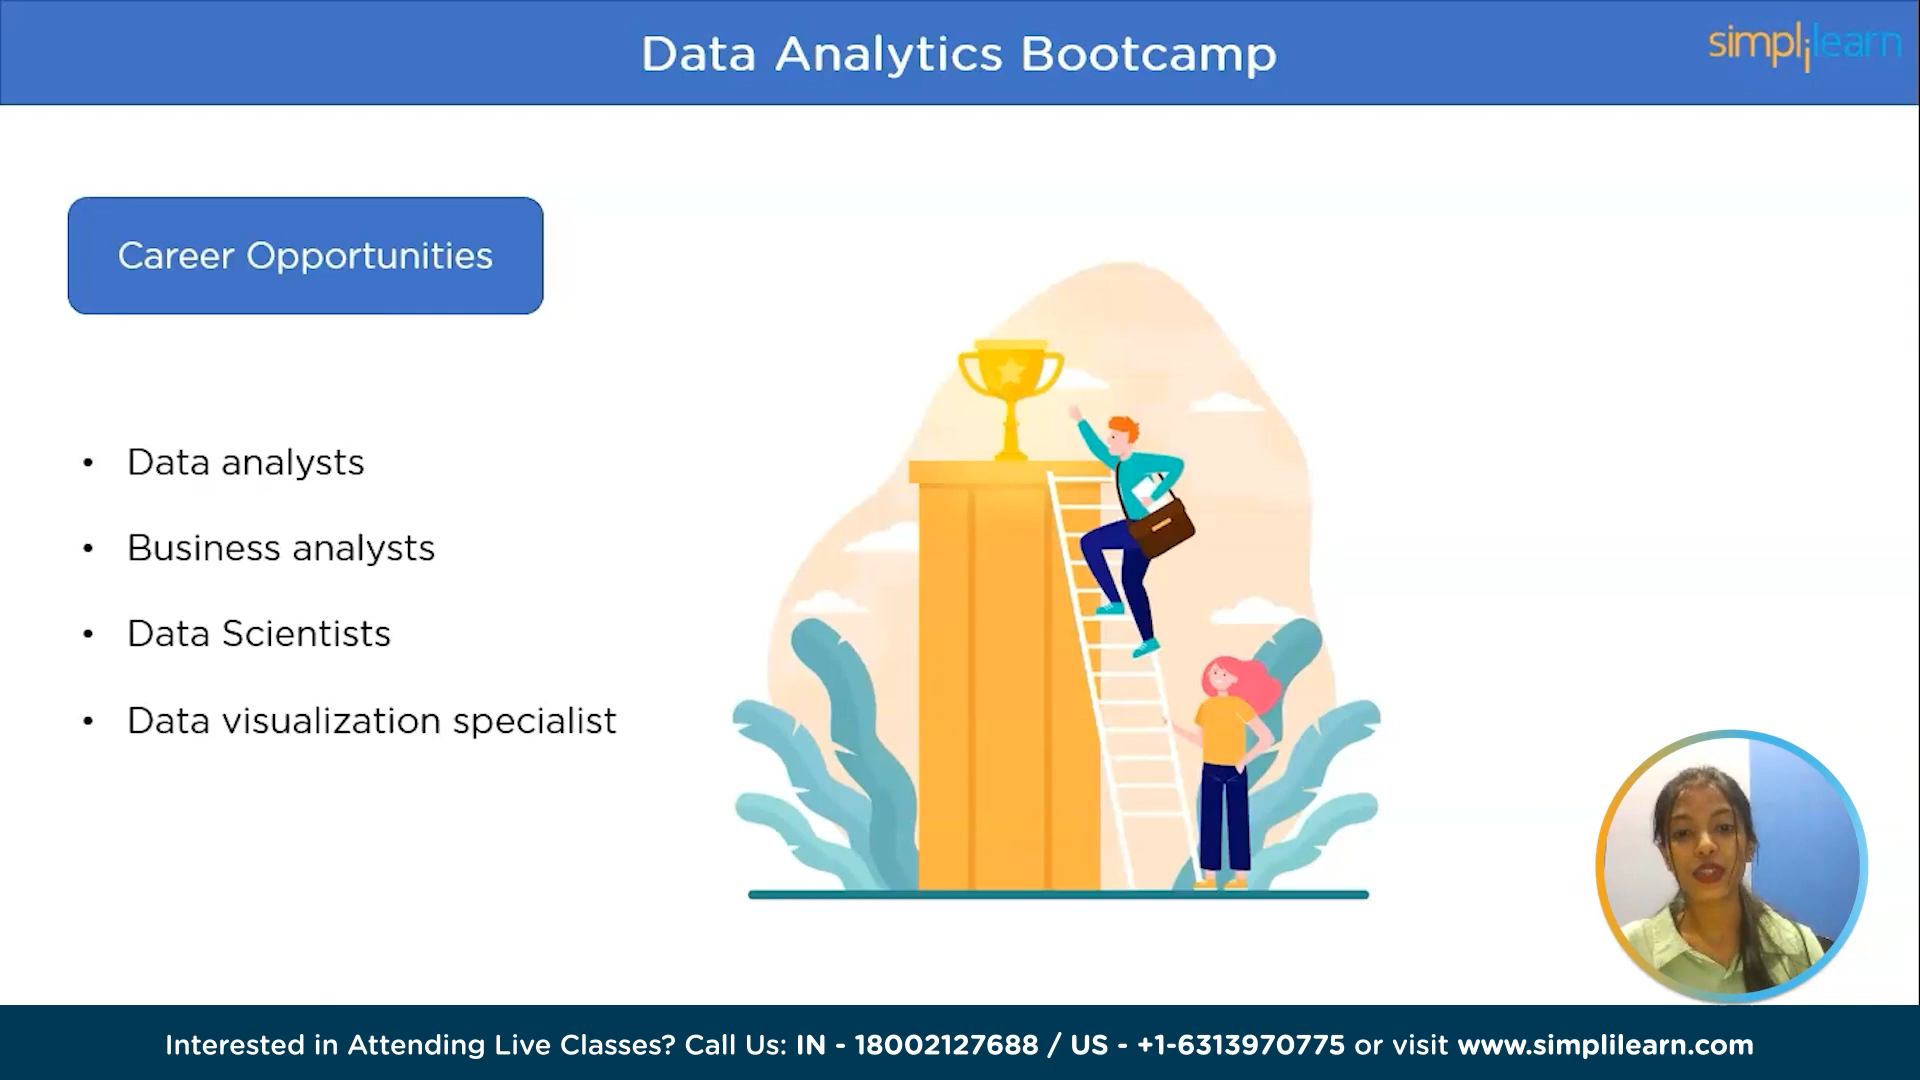 Data Analytics Bootcamp
simplilearn
Career Opportunities
• Data analysts
• Business analysts
• Data Scientists
• Data visualization specialist
Interested in Attending Live Classes? Call Us: IN - 18002127688 / US - +1-6313970775 or visit www.simplilearn.com